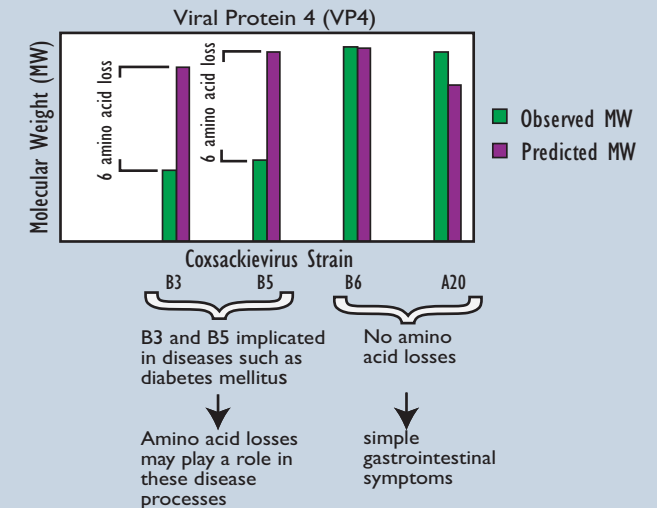 Viral Protein 4 (VP4)
Molecular Weight (MW)
6 amino acid loss
6 amino acid loss
Observed MW
Predicted MW
Coxsackievirus Strain
B3 B5 B6 A20
B3 and B5 implicated
in diseases such as
diabetes mellitus
No amino
acid losses
Amino acid losses
may play a role in
these disease
processes
simple
gastrointestinal
symptoms